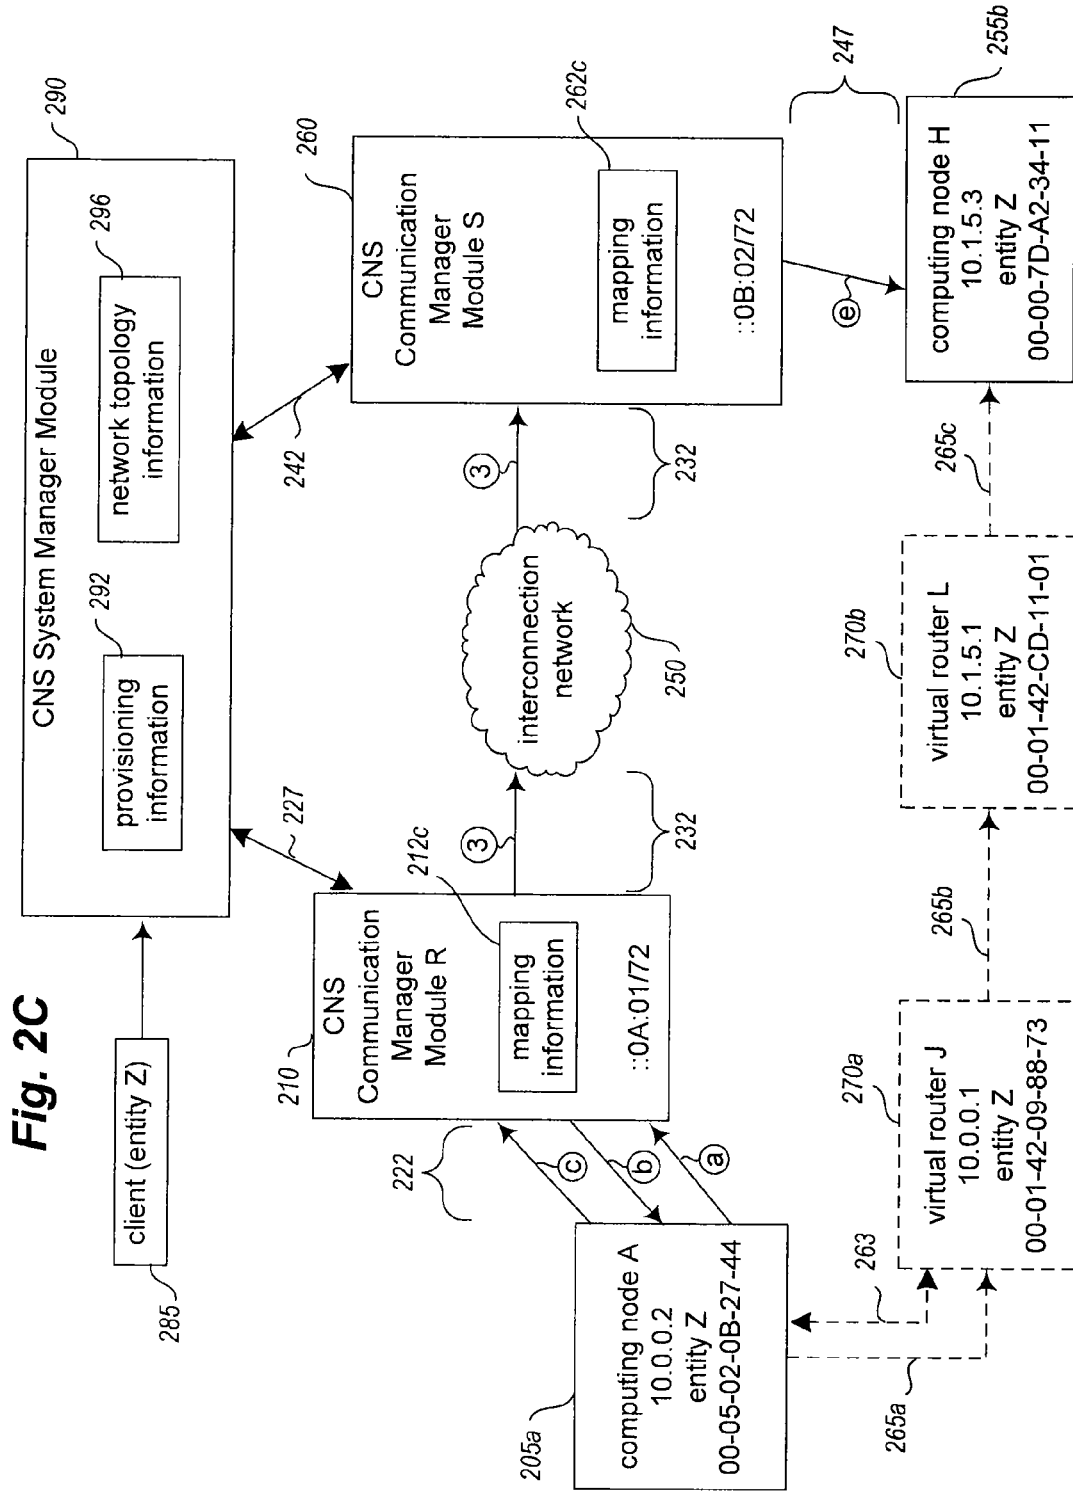 Fig. 2C
290
CNS System Manager Module
client (entity Z)
285
provisioning
information
292
network topology
information
296
227
242
210
CNS
Communication
Manager
Module R
212c
mapping
information
::0A:01/72
3
232
interconnection
network
250
3
232
260
CNS
Communication
Manager
Module S
262c
mapping
information
::0B:02/72
222
c
b
a
e
247
205a
computing node A
10.0.0.2
entity Z
00-05-02-0B-27-44
255b
computing node H
10.1.5.3
entity Z
00-00-7D-A2-34-11
263
265a
270a
virtual router J
10.0.0.1
entity Z
00-01-42-09-88-73
265b
270b
virtual router L
10.1.5.1
entity Z
00-01-42-CD-11-01
265c